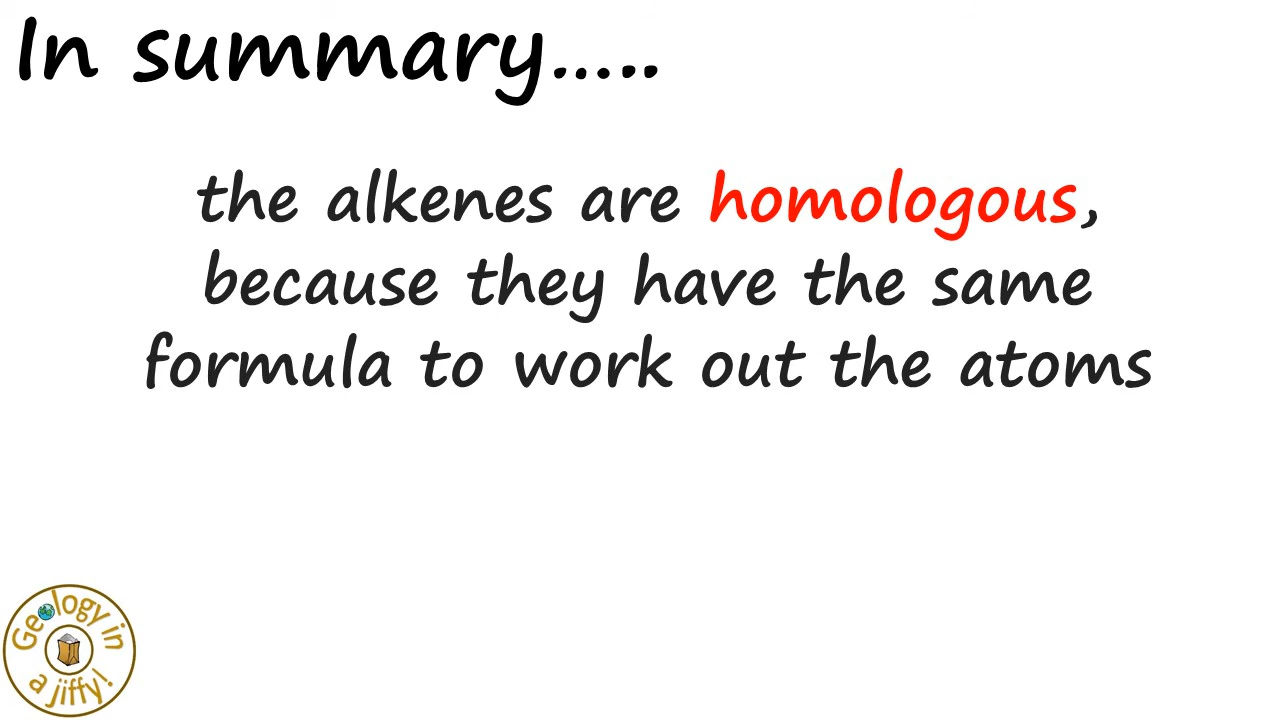 In summary.....
the alkenes are homologous,
because they have the same
formula to work out the atoms
Geology in
a jiffy!